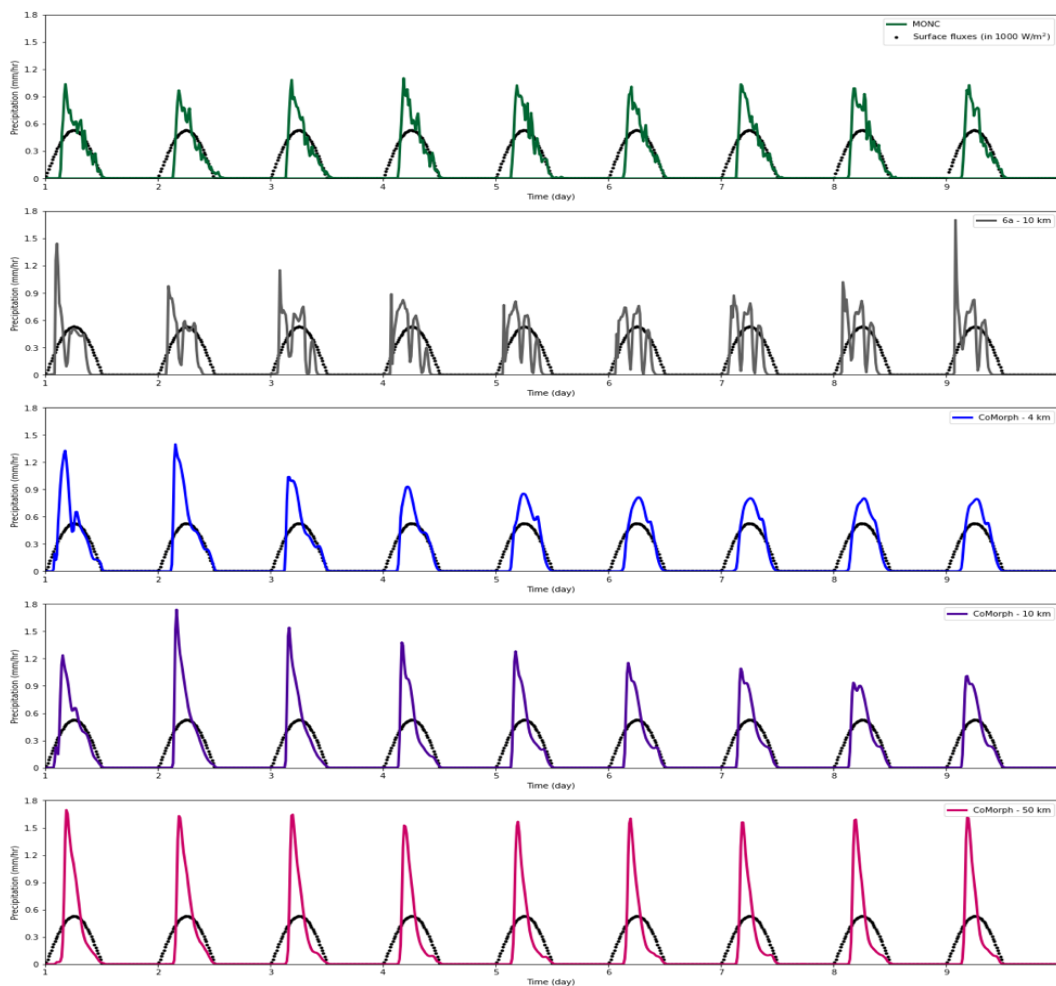 1.8
1.5
1.2
0.9
0.6
0.3
0
Precipitation (mm/hr)
MONC
Surface fluxes (in 1000 W/m²)
1 2 3 4 5 6 7 8 9
Time (day)
1.8
1.5
1.2
0.9
0.6
0.3
0
Precipitation (mm/hr)
6a - 10 km
1 2 3 4 5 6 7 8 9
Time (day)
1.8
1.5
1.2
0.9
0.6
0.3
0
Precipitation (mm/hr)
CoMorph - 4 km
1 2 3 4 5 6 7 8 9
Time (day)
1.8
1.5
1.2
0.9
0.6
0.3
0
Precipitation (mm/hr)
CoMorph - 10 km
1 2 3 4 5 6 7 8 9
Time (day)
1.8
1.5
1.2
0.9
0.6
0.3
0
Precipitation (mm/hr)
CoMorph - 50 km
1 2 3 4 5 6 7 8 9
Time (day)